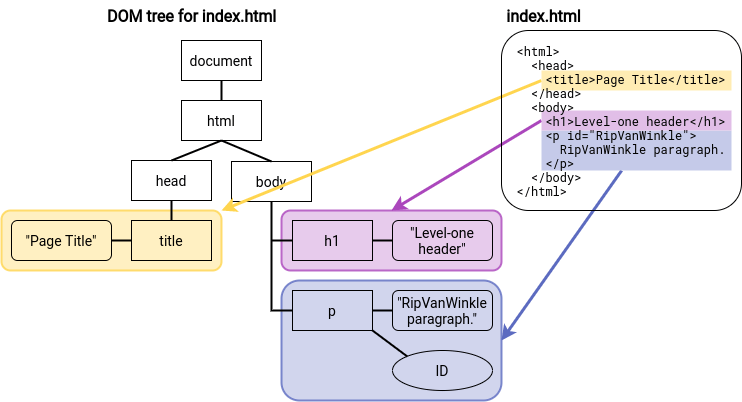 DOM tree for index.html
index.html
document
html
head
body
"Page Title"
title
h1
"Level-one
header"
p
"RipVanWinkle
paragraph."
ID
<html>
<head>
<title>Page Title</title>
</head>
<body>
<h1>Level-one header</h1>
<p id="RipVanWinkle">
RipVanWinkle paragraph.
</p>
</body>
</html>